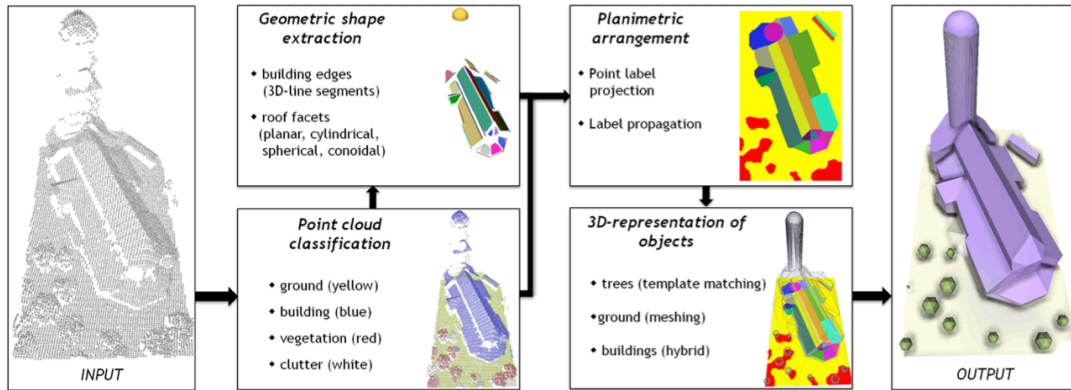 INPUT
Geometric shape
extraction
building edges
(3D-line segments)
roof facets
(planar, cylindrical,
spherical, conoidal)
Point cloud
classification
ground (yellow)
building (blue)
vegetation (red)
clutter (white)
Planimetric
arrangement
Point label
projection
Label propagation
3D-representation of
objects
trees (template matching)
ground (meshing)
buildings (hybrid)
OUTPUT